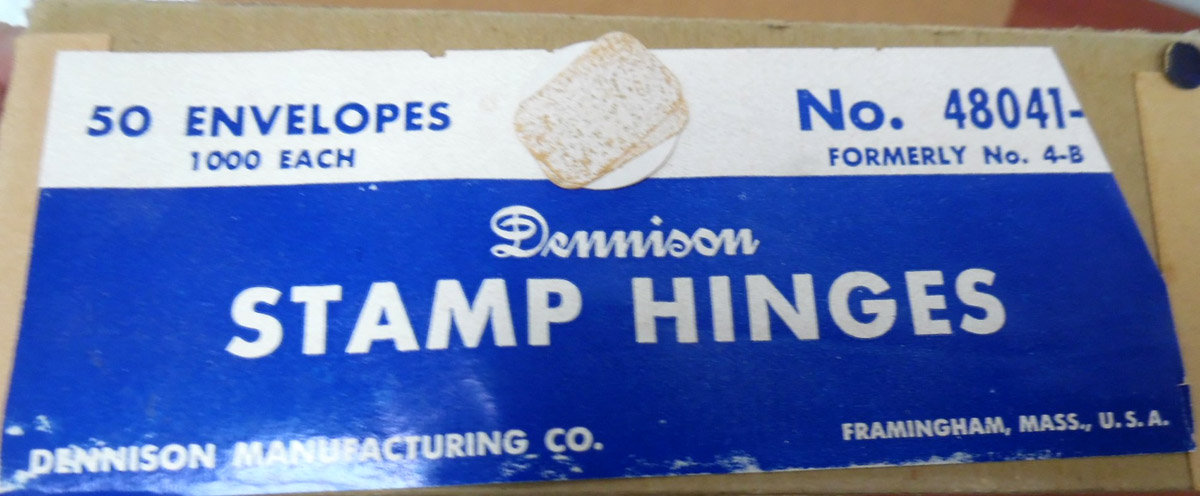 50 ENVELOPES
1000 EACH
No. 48041-
FORMERLY No. 4-B
Dennison
STAMP HINGES
DENNISON MANUFACTURING CO.
FRAMINGHAM, MASS., U.S.A.